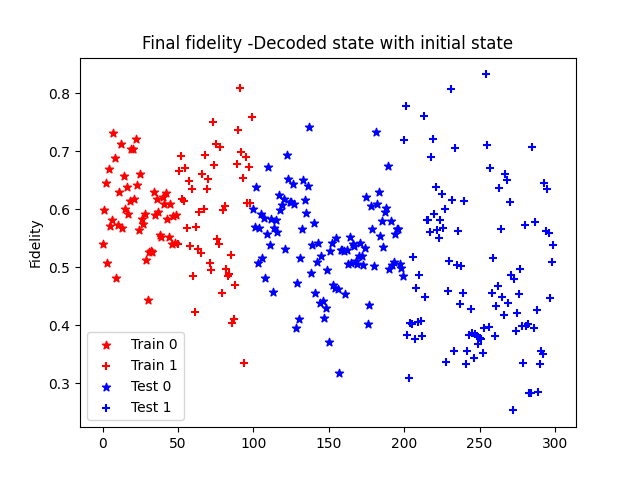 Final fidelity -Decoded state with initial state
Fidelity
0.8
0.7
0.6
0.5
0.4
0.3
Train 0
Train 1
Test 0
Test 1
0 50 100 150 200 250 300